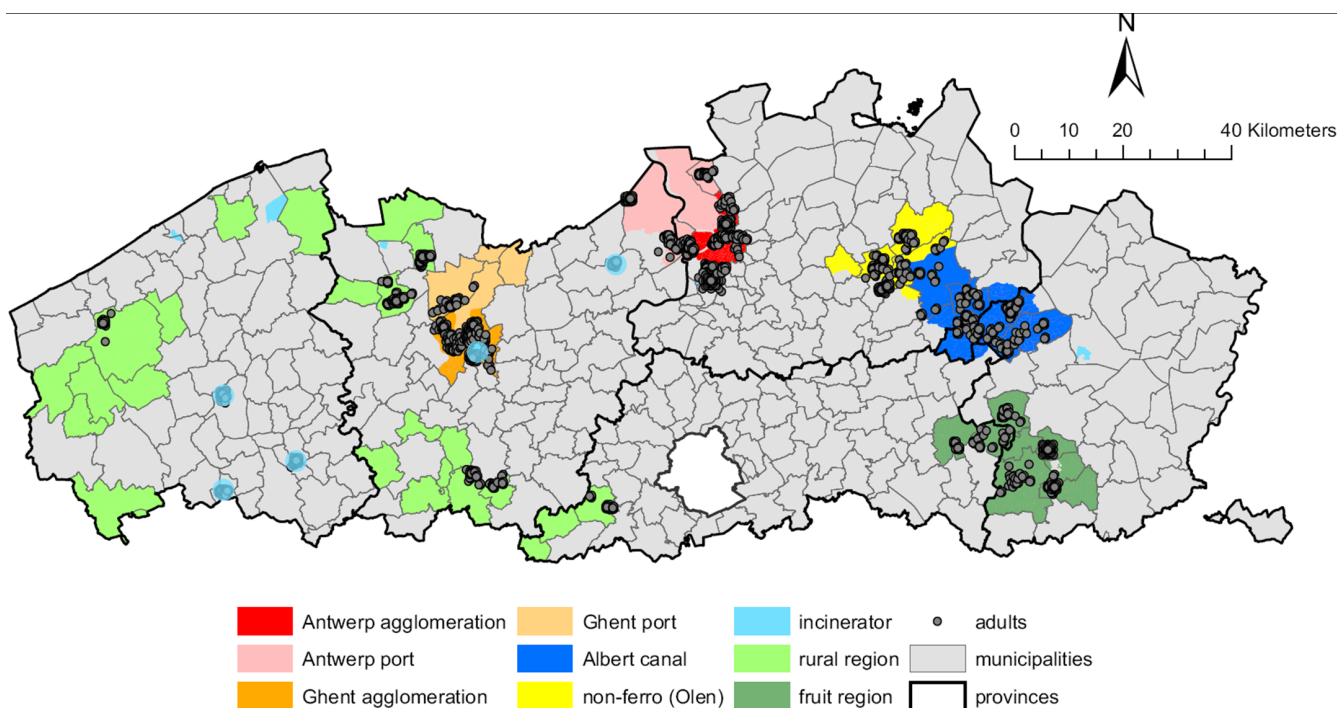 N
0 10 20 40 Kilometers
Antwerp agglomeration Ghent port incinerator adults
Antwerp port Albert canal rural region municipalities
Ghent agglomeration non-ferro (Olen) fruit region provinces